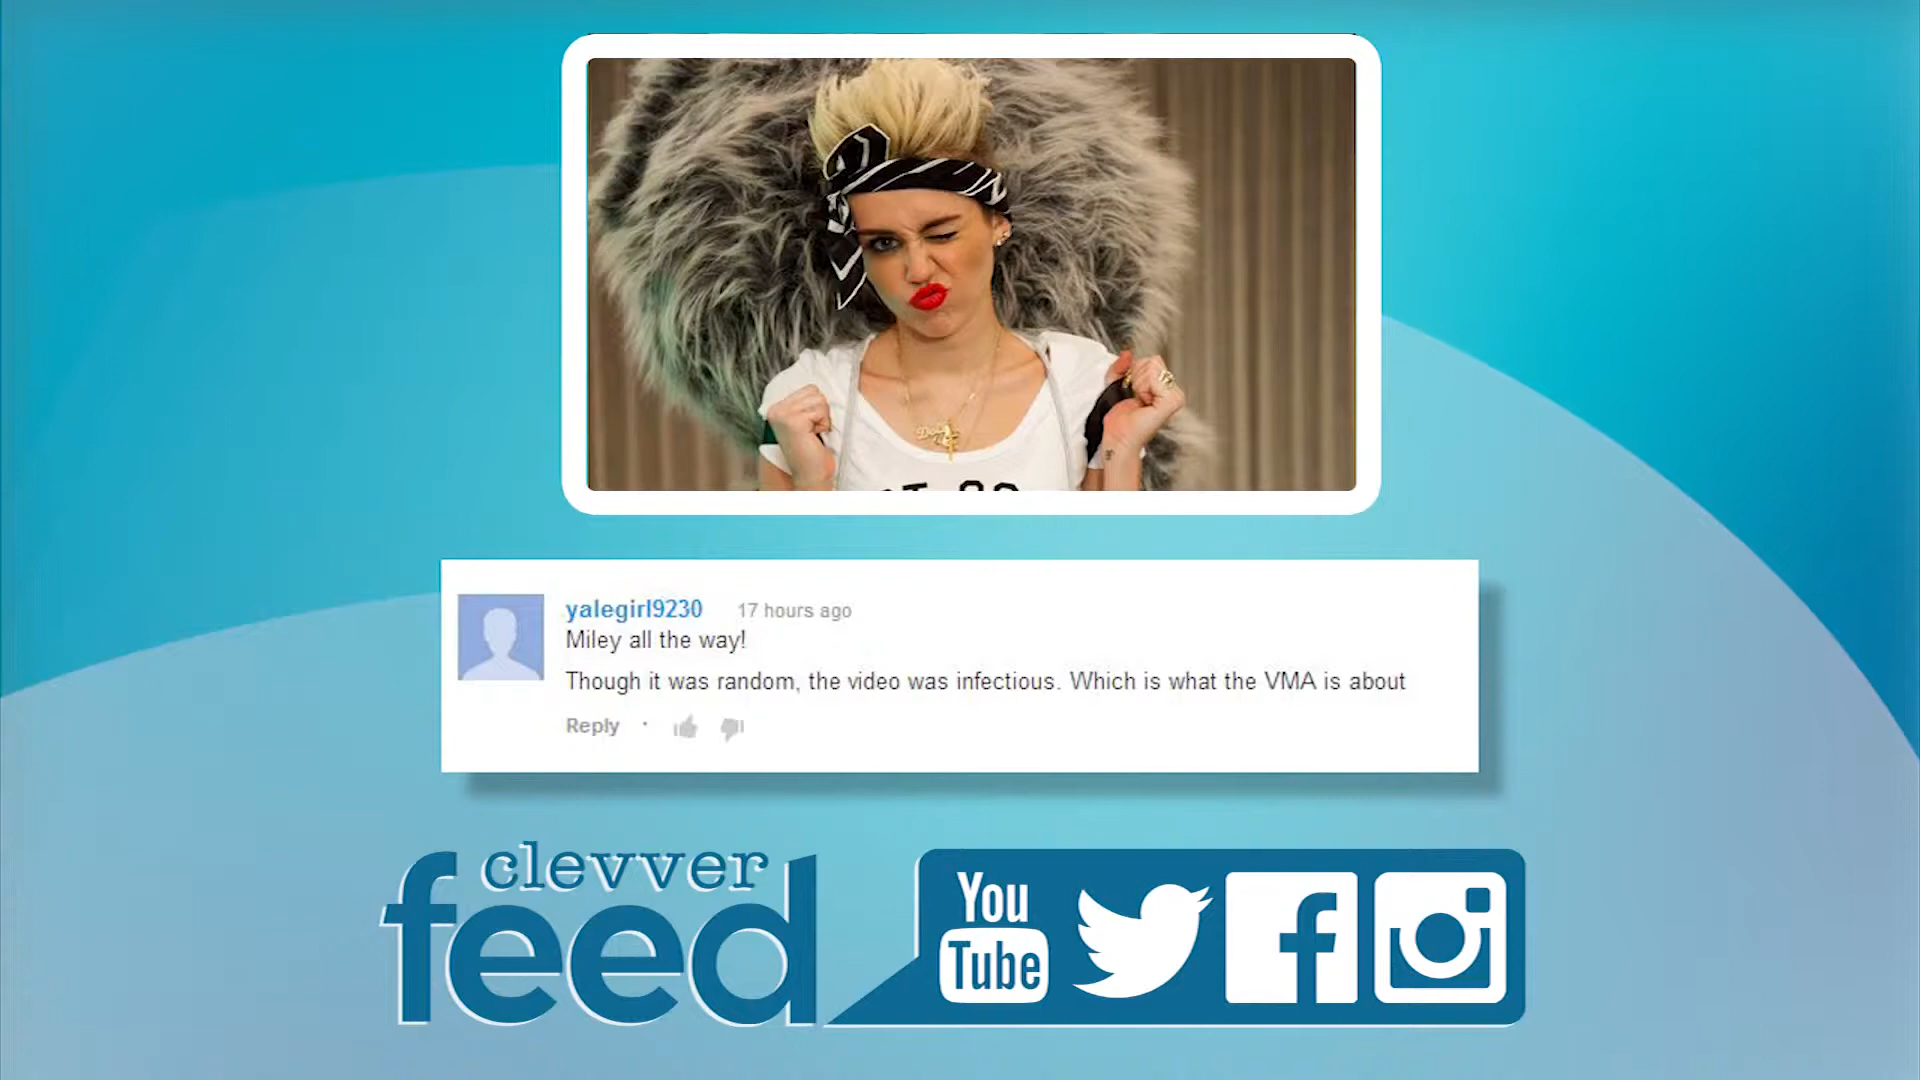 yalegirl9230 17 hours ago
Miley all the way!
Though it was random, the video was infectious. Which is what the VMA is about
Reply ·
clevver
feed
You
Tube